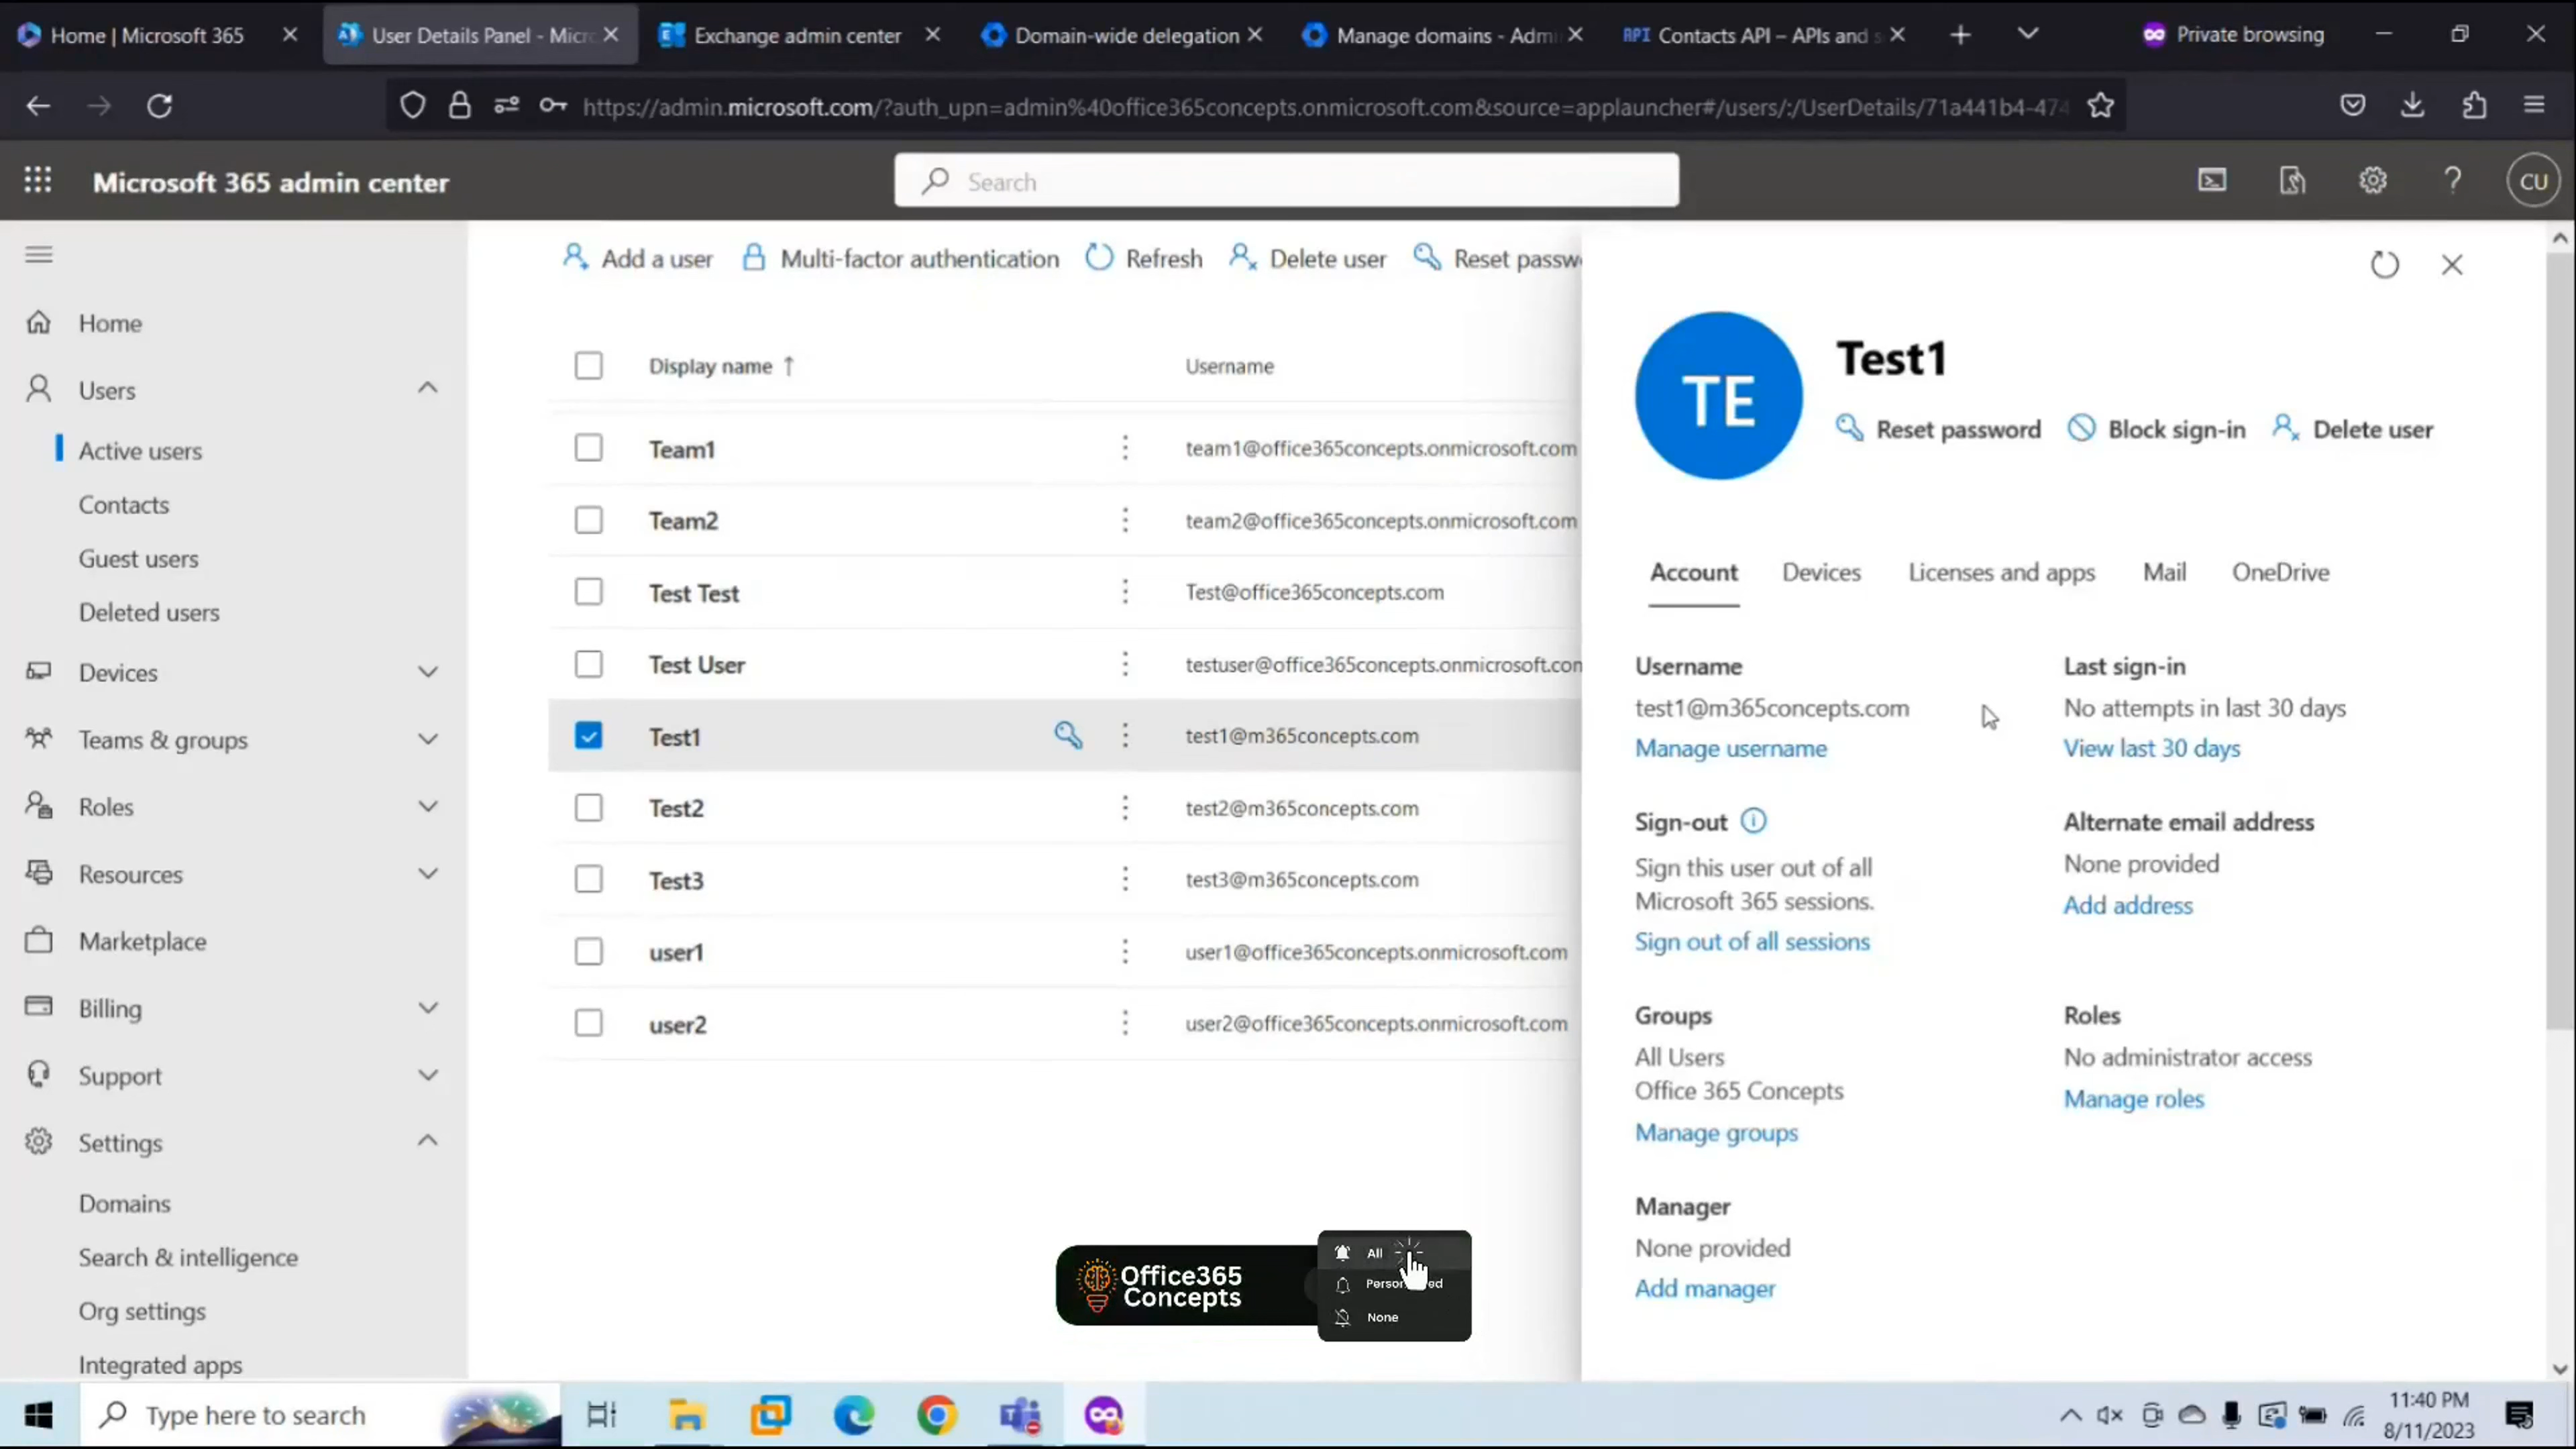 Home | Microsoft 365
User Details Panel - Micr
Exchange admin center
Domain-wide delegation
Manage domains - Admi
API Contacts API – APIs and s
Private browsing
https://admin.microsoft.com/?auth_upn=admin%40office365concepts.onmicrosoft.com&source=applauncher#/users/:/UserDetails/71a441b4-474
Microsoft 365 admin center
Search
CU
Home
Users
Active users
Contacts
Guest users
Deleted users
Devices
Teams & groups
Roles
Resources
Marketplace
Billing
Support
Settings
Domains
Search & intelligence
Org settings
Integrated apps
Add a user
Multi-factor authentication
Refresh
Delete user
Reset passw
Display name ↑
Username
Team1
team1@office365concepts.onmicrosoft.com
Team2
team2@office365concepts.onmicrosoft.com
Test Test
Test@office365concepts.com
Test User
testuser@office365concepts.onmicrosoft.com
Test1
test1@m365concepts.com
Test2
test2@m365concepts.com
Test3
test3@m365concepts.com
user1
user1@office365concepts.onmicrosoft.com
user2
user2@office365concepts.onmicrosoft.com
TE
Test1
Reset password
Block sign-in
Delete user
Account
Devices
Licenses and apps
Mail
OneDrive
Username
test1@m365concepts.com
Manage username
Last sign-in
No attempts in last 30 days
View last 30 days
Sign-out
Sign this user out of all
Microsoft 365 sessions.
Sign out of all sessions
Alternate email address
None provided
Add address
Groups
All Users
Office 365 Concepts
Manage groups
Roles
No administrator access
Manage roles
Manager
None provided
Add manager
Office365
Concepts
All
None
Type here to search
11:40 PM
8/11/2023